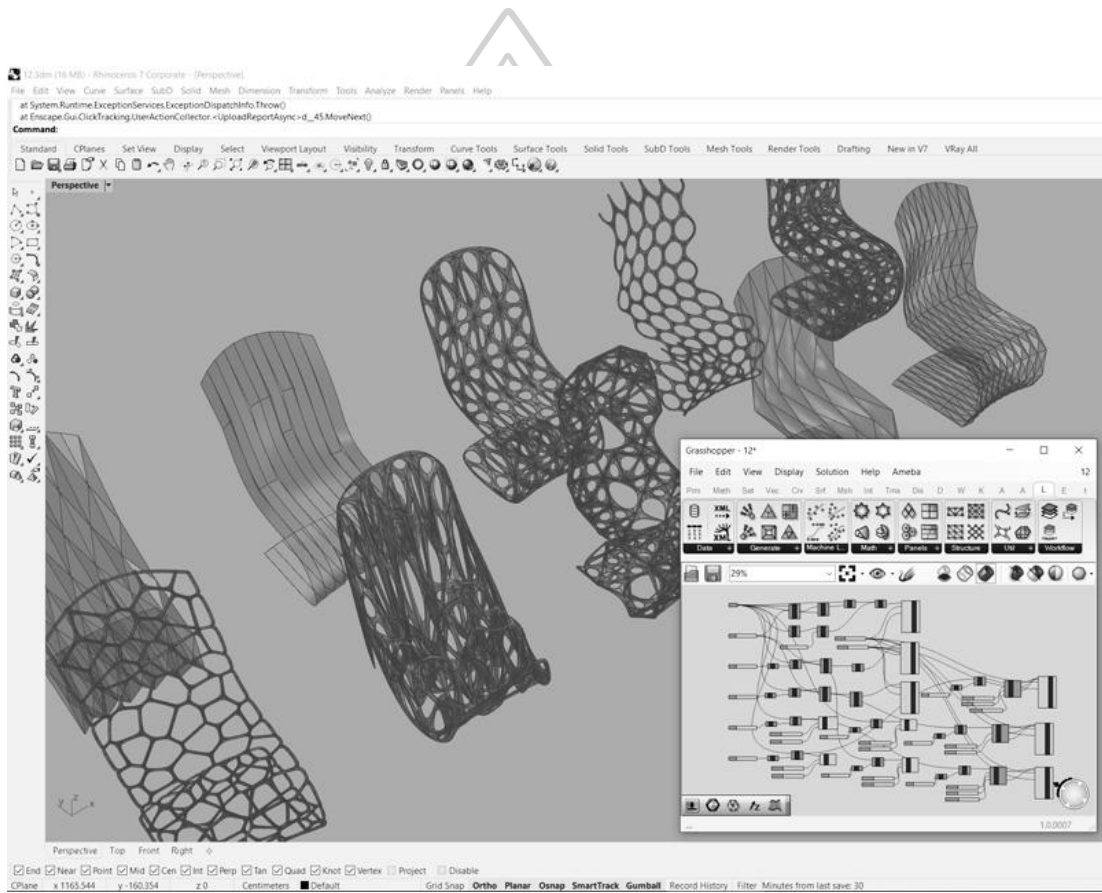 12.3dm (16 MB) - Rhinoceros 7 Corporate - [Perspective]
File Edit View Curve Surface SubD Solid Mesh Dimension Transform Tools Analyze Render Panels Help
at System.Runtime.ExceptionServices.ExceptionDispatchInfo.Throw()
at Enscape.Gui.ClickTracking.UserActionCollector.<UploadReportAsync>d__45.MoveNext()
Command:
Standard CPlanes Set View Display Select Viewport Layout Visibility Transform Curve Tools Surface Tools Solid Tools SubD Tools Mesh Tools Render Tools Drafting New in V7 VRay All
Perspective
Grasshopper - 12*
File Edit View Display Solution Help Ameba 12
Prm Math Set Vec Crv Srf Msh Int Trns Dis D W K A A L E t
XML
XML
Data Generate Machine L... Math Panels Structure Util Workflow
29%
1.0.0007
z
y x
Perspective Top Front Right
End Near Point Mid Cen Int Perp Tan Quad Knot Vertex Project Disable
CPlane x 1165.544 y -160.354 z 0 Centimeters Default Grid Snap Ortho Planar Osnap SmartTrack Gumball Record History Filter Minutes from last save: 30